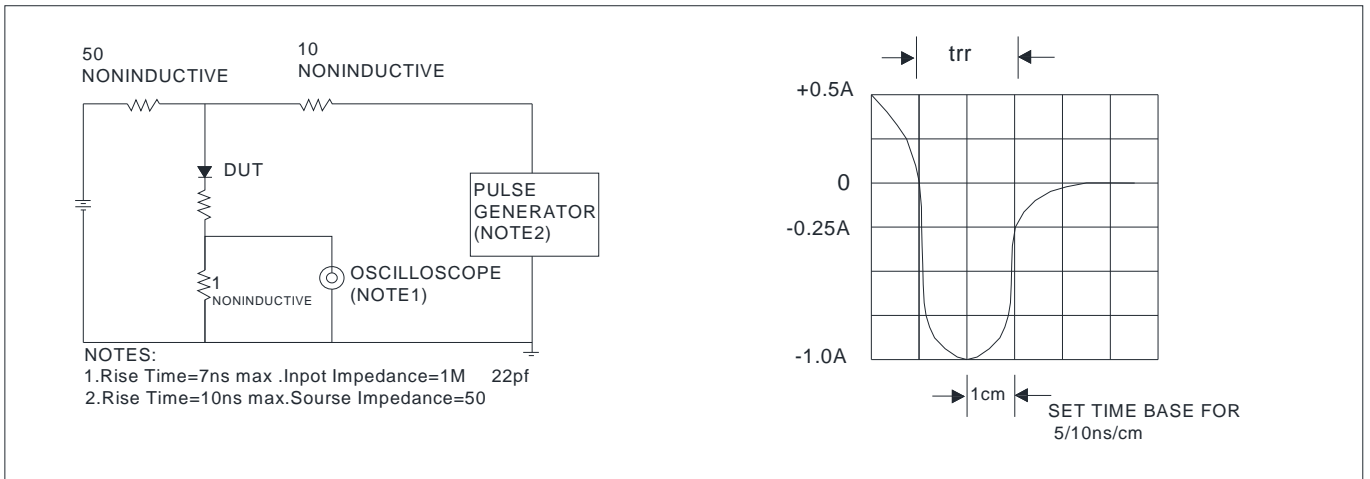 50
NONINDUCTIVE
10
NONINDUCTIVE
DUT
PULSE
GENERATOR
(NOTE2)
1
NONINDUCTIVE
OSCILLOSCOPE
(NOTE1)
NOTES:
1.Rise Time=7ns max .Inpot Impedance=1M 22pf
2.Rise Time=10ns max.Sourse Impedance=50
trr
+0.5A
0
-0.25A
-1.0A
1cm
SET TIME BASE FOR
5/10ns/cm